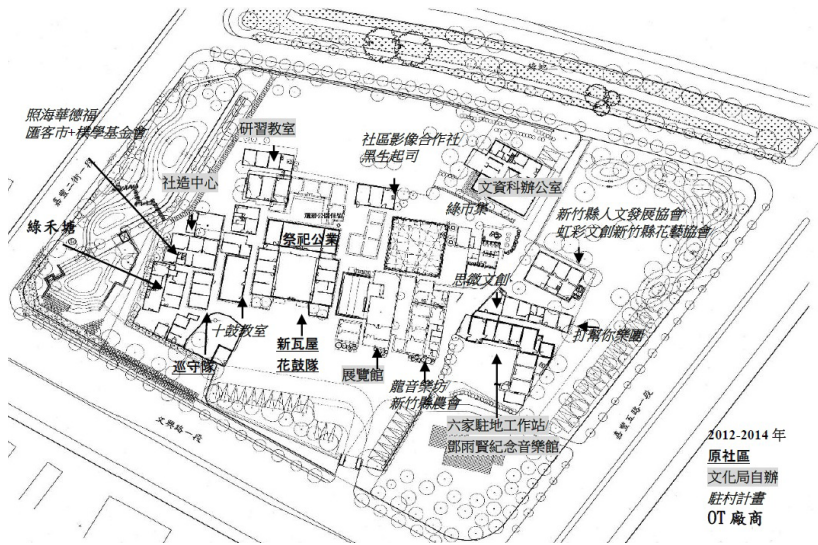 綠地二
照海華德福
匯客市+樸學基金會
研習教室
社區影像合作社
黑生起司
社造中心
文資科辦公室
嘉豐二街一段
綠市集
新竹縣人文發展協會
虹彩文創新竹縣花藝協會
綠禾塘
祭祀公業
思微文創
十鼓教室
打幫你樂團
巡守隊
新瓦屋
花鼓隊
展覽館
龍音樂坊
新竹縣農會
文興路一段
六家駐地工作站
鄧雨賢紀念音樂館
嘉豐五路一段
2012-2014 年
原社區
文化局自辦
駐村計畫
OT 廠商